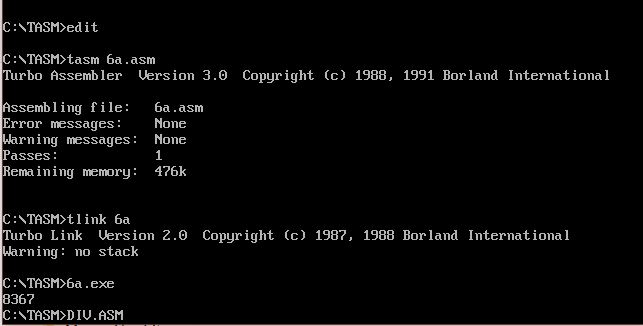 C:\TASM>edit
C:\TASM>tasm 6a.asm
Turbo Assembler  Version 3.0  Copyright (c) 1988, 1991 Borland International
Assembling file:   6a.asm
Error messages:    None
Warning messages:  None
Passes:            1
Remaining memory:  476k
C:\TASM>tlink 6a
Turbo Link  Version 2.0  Copyright (c) 1987, 1988 Borland International
Warning: no stack
C:\TASM>6a.exe
8367
C:\TASM>DIV.ASM